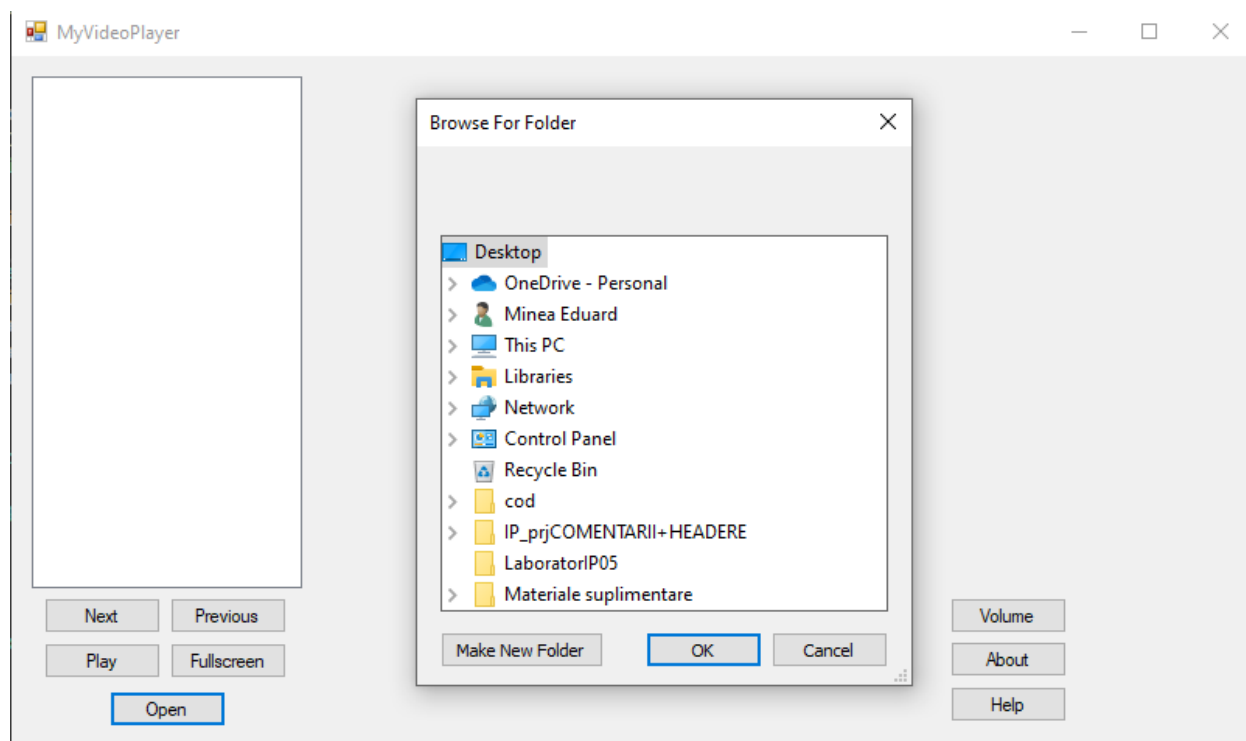 MyVideoPlayer
Browse For Folder
Desktop
OneDrive - Personal
Minea Eduard
This PC
Libraries
Network
Control Panel
Recycle Bin
cod
IP_prjCOMENTARII+HEADERE
LaboratorIP05
Materiale suplimentare
Make New Folder OK Cancel
Next Previous
Play Fullscreen
Open
Volume
About
Help